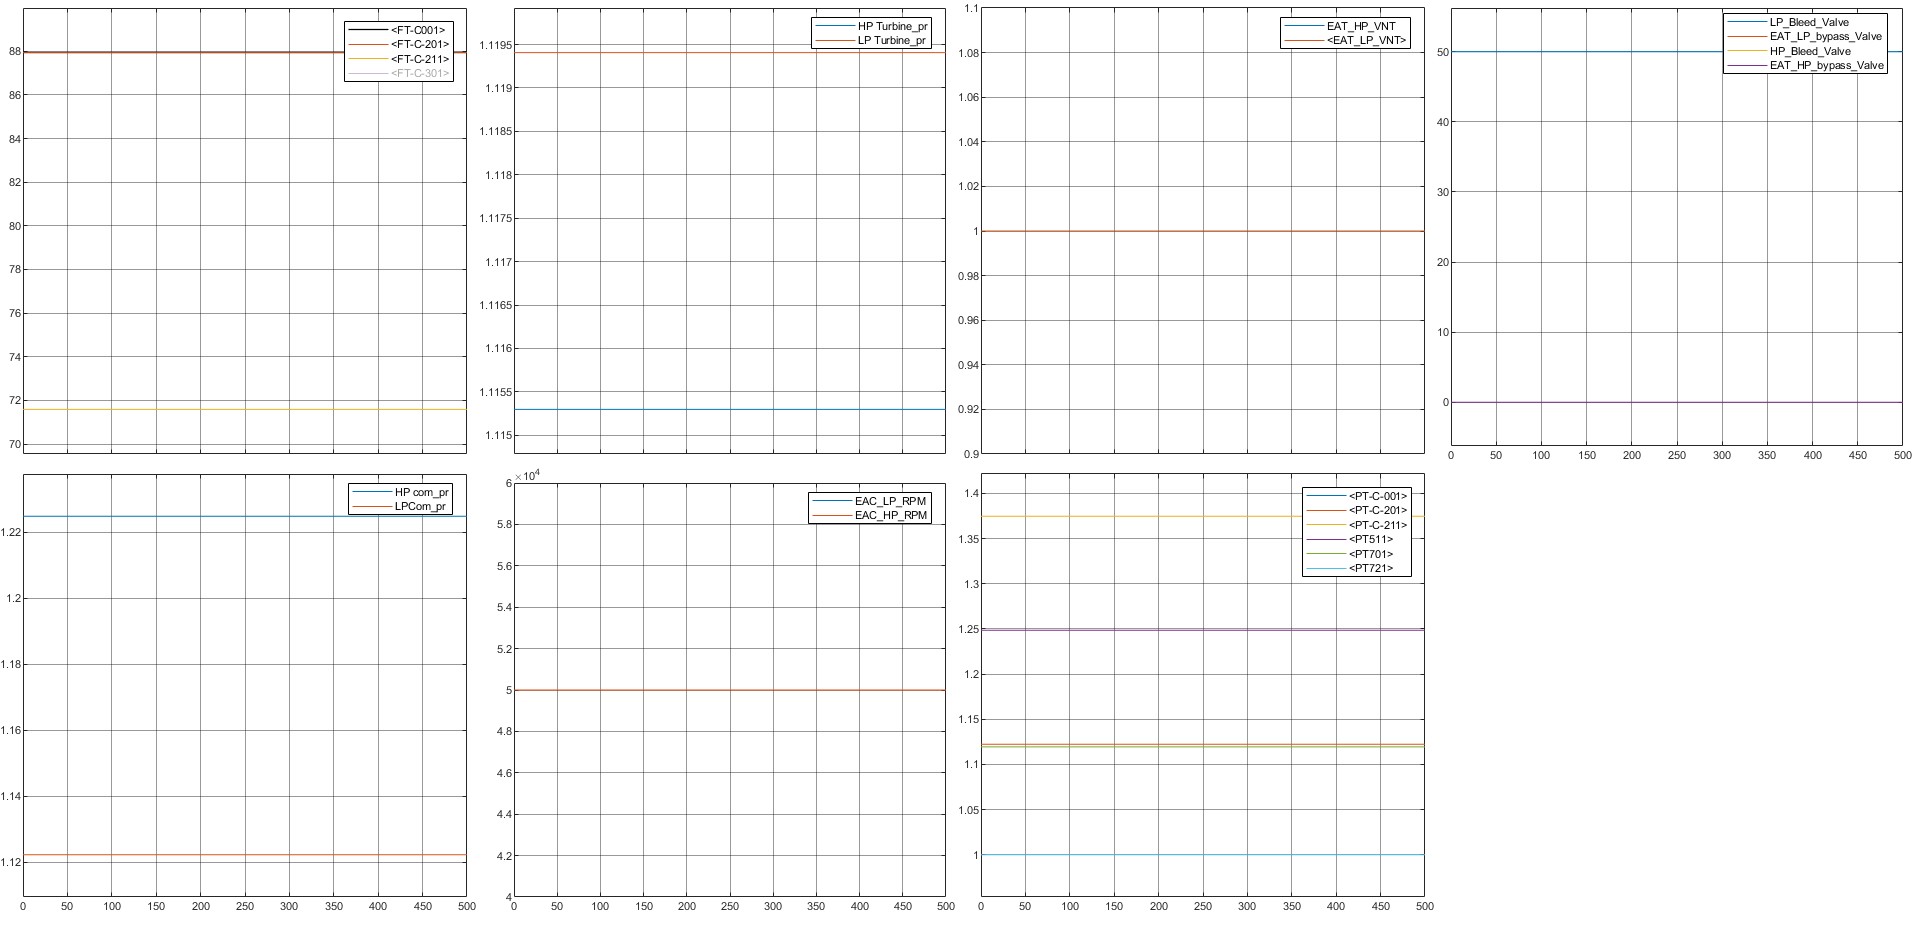 <FT-C001>
<FT-C-201>
<FT-C-211>
<FT-C-301>
88
86
84
82
80
78
76
74
72
70
HP Turbine_pr
LP Turbine_pr
1.1195
1.119
1.1185
1.118
1.1175
1.117
1.1165
1.116
1.1155
1.115
EAT_HP_VNT
<EAT_LP_VNT>
1.1
1.08
1.06
1.04
1.02
1
0.98
0.96
0.94
0.92
0.9
LP_Bleed_Valve
EAT_LP_bypass_Valve
HP_Bleed_Valve
EAT_HP_bypass_Valve
50
40
30
20
10
0
0 50 100 150 200 250 300 350 400 450 500
HP com_pr
LPCom_pr
1.22
1.2
1.18
1.16
1.14
1.12
0 50 100 150 200 250 300 350 400 450 500
×10⁴
EAC_LP_RPM
EAC_HP_RPM
6
5.8
5.6
5.4
5.2
5
4.8
4.6
4.4
4.2
4
0 50 100 150 200 250 300 350 400 450 500
<PT-C-001>
<PT-C-201>
<PT-C-211>
<PT511>
<PT701>
<PT721>
1.4
1.35
1.3
1.25
1.2
1.15
1.1
1.05
1
0 50 100 150 200 250 300 350 400 450 500